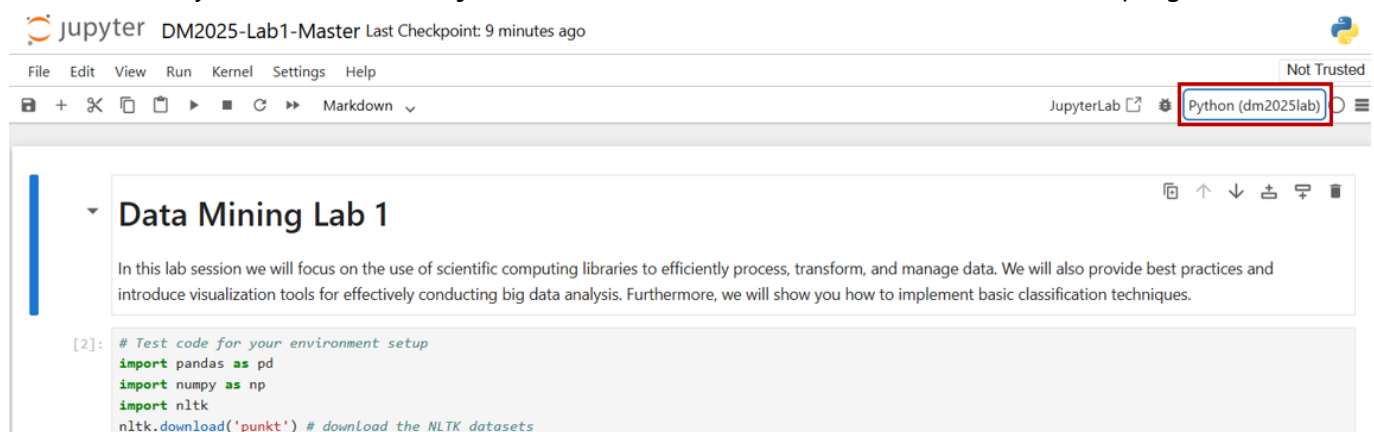 jupyter DM2025-Lab1-Master Last Checkpoint: 9 minutes ago
File Edit View Run Kernel Settings Help Not Trusted
Markdown JupyterLab Python (dm2025lab)
Data Mining Lab 1
In this lab session we will focus on the use of scientific computing libraries to efficiently process, transform, and manage data. We will also provide best practices and
introduce visualization tools for effectively conducting big data analysis. Furthermore, we will show you how to implement basic classification techniques.
[2]: # Test code for your environment setup
import pandas as pd
import numpy as np
import nltk
nltk.download('punkt') # download the NLTK datasets